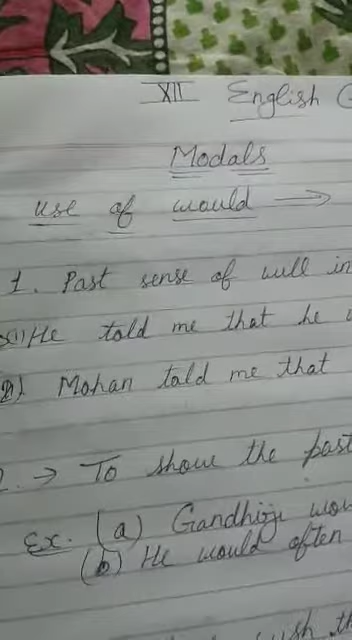 XII English
Modals
use of would →
1. Past sense of will in
(1) He told me that he
(2) Mohan told me that
2. → To show the past
Ex. (a) Gandhiji
(b) He would often